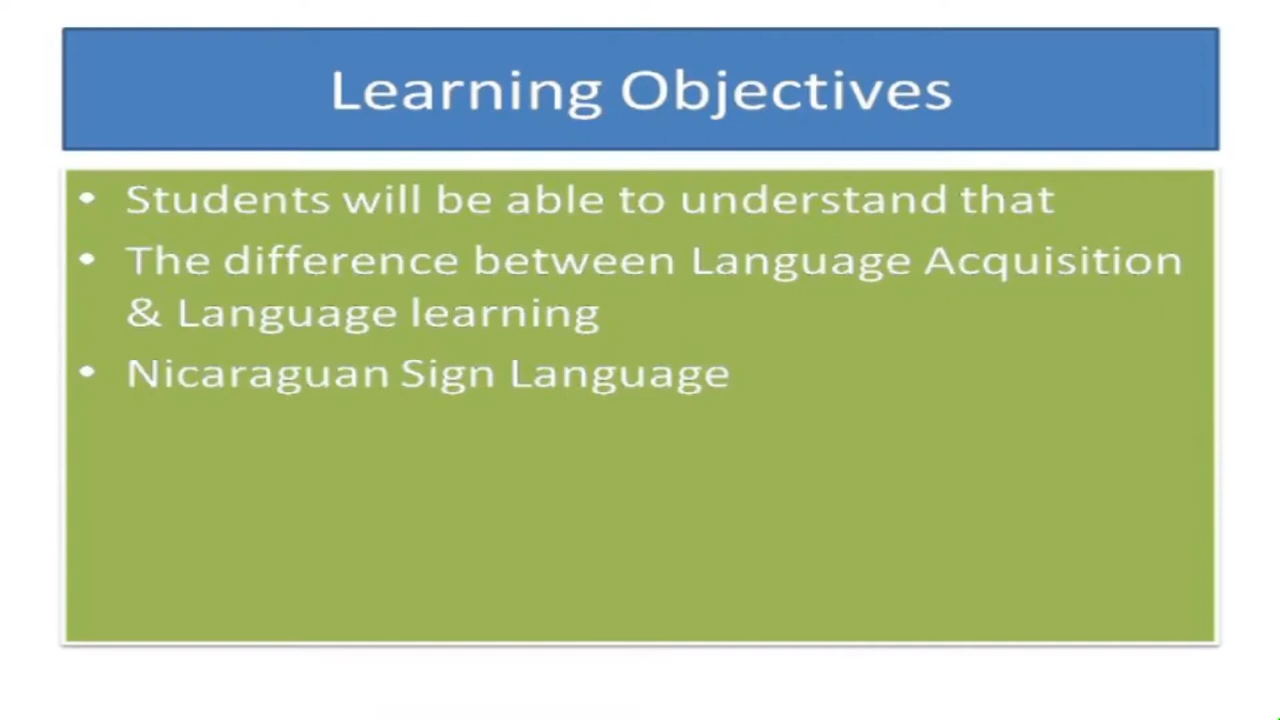 Learning Objectives
• Students will be able to understand that
• The difference between Language Acquisition
& Language learning
• Nicaraguan Sign Language